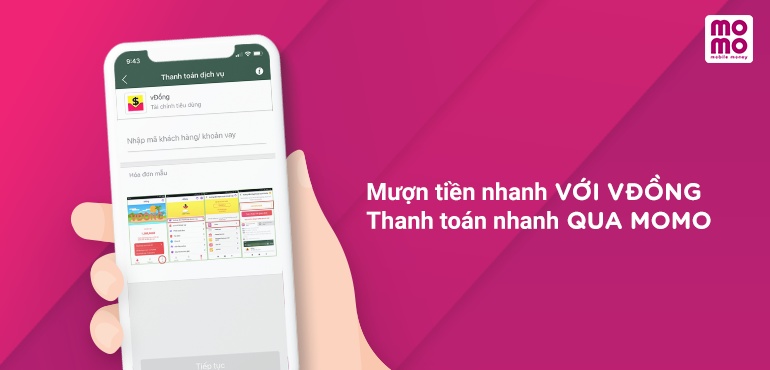 mo
mo
mobile money
9:43
Thanh toán dịch vụ
vĐồng
Tài chính tiêu dùng
Nhập mã khách hàng/ khoản vay
Hóa đơn mẫu
VĐỒNG
Tiếp tục
Mượn tiền nhanh VỚI VĐỒNG
Thanh toán nhanh QUA MOMO